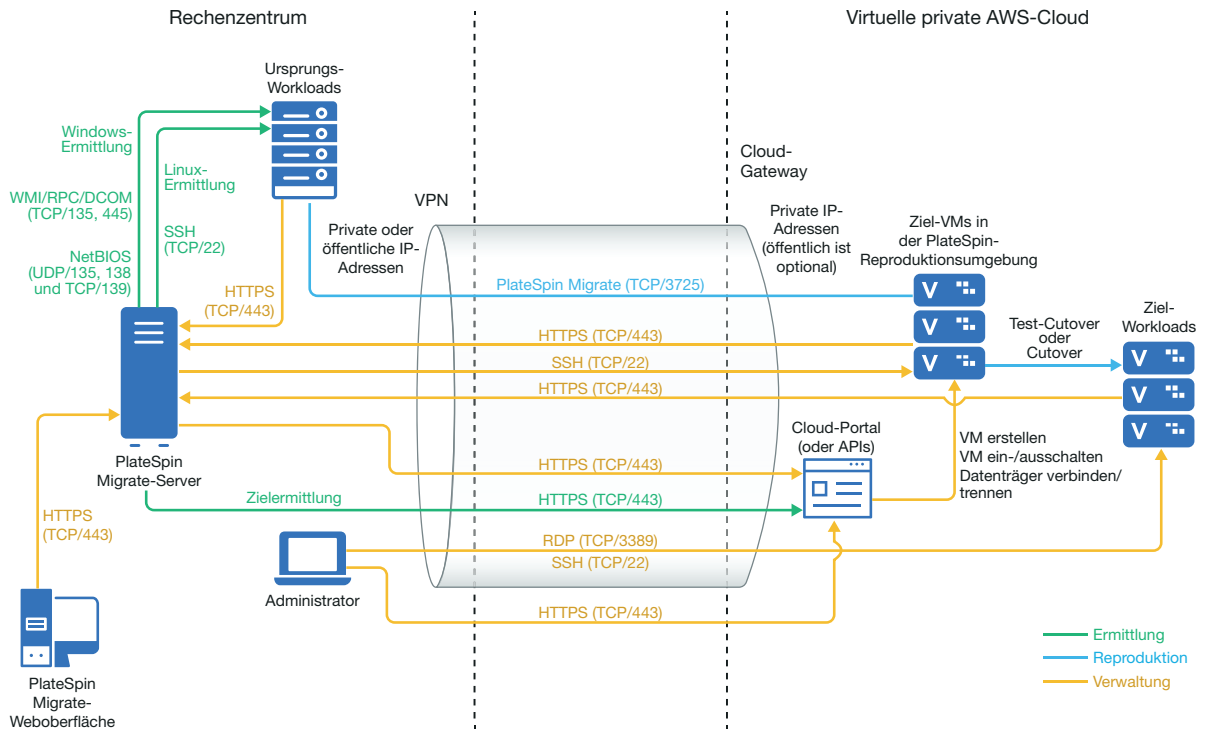 Rechenzentrum
Virtuelle private AWS-Cloud
Ursprungs-
Workloads
Windows-
Ermittlung
Linux-
Ermittlung
WMI/RPC/DCOM
(TCP/135, 445)
SSH
(TCP/22)
NetBIOS
(UDP/135, 138
und TCP/139)
HTTPS
(TCP/443)
VPN
Private oder
öffentliche IP-
Adressen
Cloud-
Gateway
Private IP-
Adressen
(öffentlich ist
optional)
Ziel-VMs in
der PlateSpin-
Reproduktionsumgebung
PlateSpin Migrate (TCP/3725)
V
V
V
HTTPS (TCP/443)
SSH (TCP/22)
HTTPS (TCP/443)
Test-Cutover
oder
Cutover
Ziel-
Workloads
V
V
V
PlateSpin
Migrate-Server
Cloud-Portal
(oder APIs)
VM erstellen
VM ein-/ausschalten
Datenträger verbinden/
trennen
HTTPS (TCP/443)
Zielermittlung
HTTPS (TCP/443)
HTTPS
(TCP/443)
RDP (TCP/3389)
SSH (TCP/22)
Administrator
HTTPS (TCP/443)
PlateSpin
Migrate-
Weboberfläche
Ermittlung
Reproduktion
Verwaltung